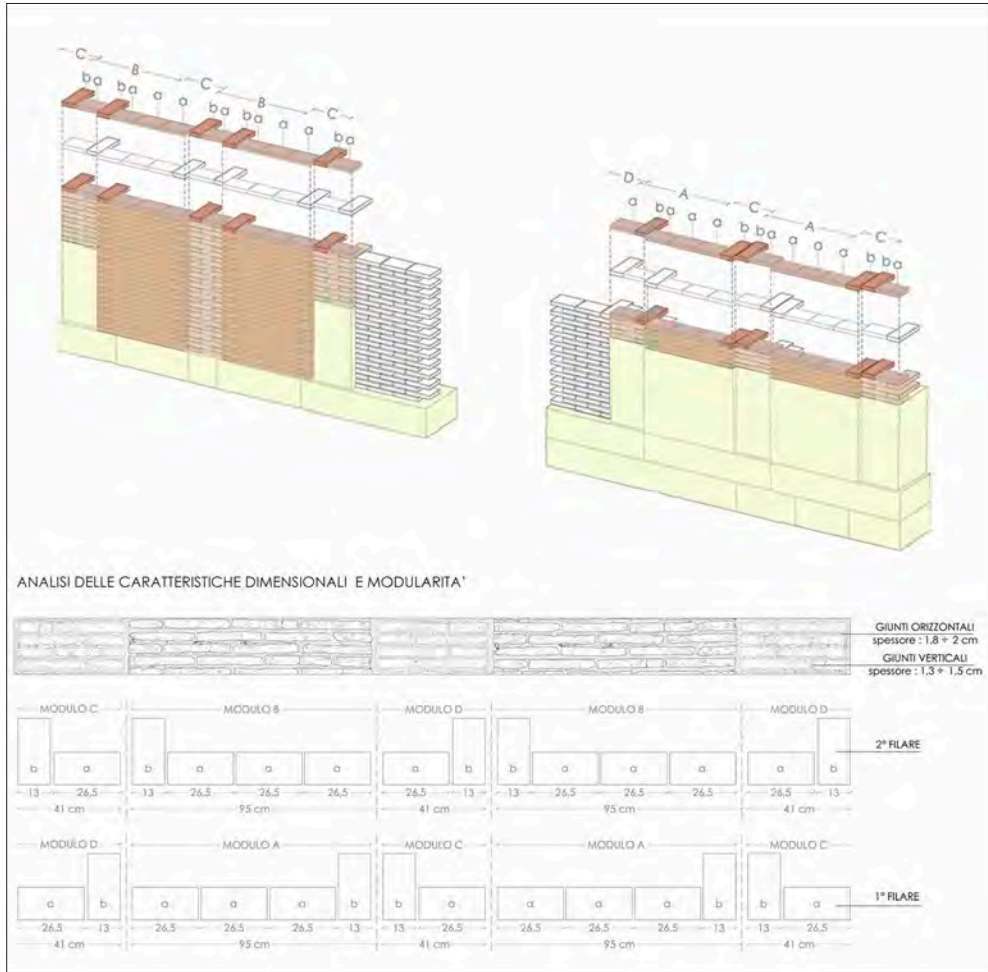 C B C B C
b a b a a a b a b a a a b a
D A C A C
a b a a a b b a a a a b b a
ANALISI DELLE CARATTERISTICHE DIMENSIONALI E MODULARITA'
GIUNTI ORIZZONTALI
spessore : 1,8 ÷ 2 cm
GIUNTI VERTICALI
spessore : 1,3 ÷ 1,5 cm
MODULO C MODULO B MODULO D MODULO B MODULO D
2° FILARE
b a b a a a a b b a a a a b
13 26,5 13 26,5 26,5 26,5 26,5 13 13 26,5 26,5 26,5 26,5 13
41 cm 95 cm 41 cm 95 cm 41 cm
MODULO D MODULO A MODULO C MODULO A MODULO C
1° FILARE
a b a a a b b a a a a b b a
26,5 13 26,5 26,5 26,5 13 13 26,5 26,5 26,5 26,5 13 13 26,5
41 cm 95 cm 41 cm 95 cm 41 cm